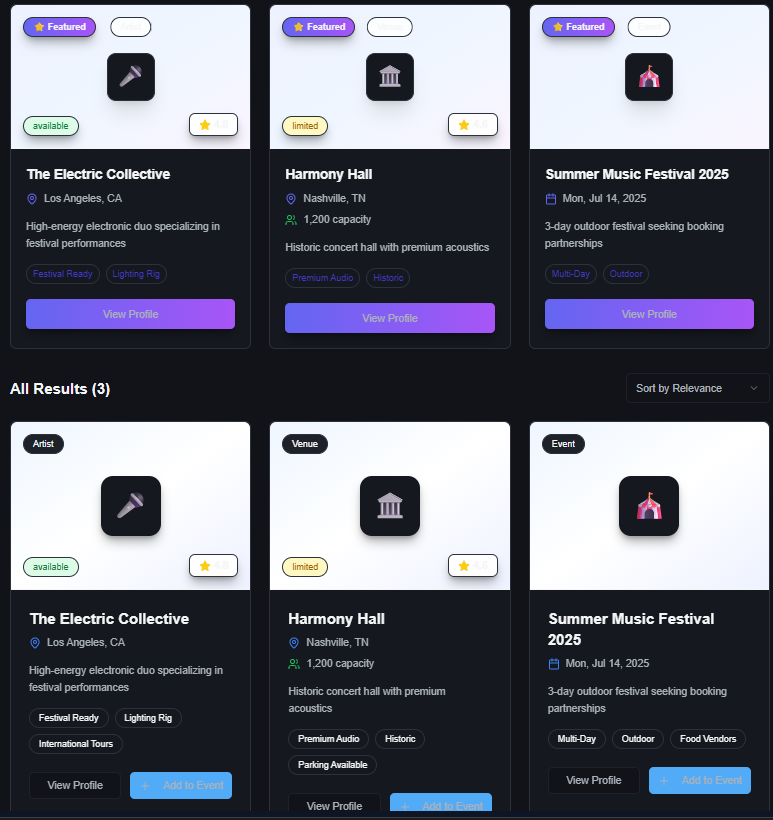 Featured
Featured
Featured
available
limited
The Electric Collective
Los Angeles, CA
High-energy electronic duo specializing in
festival performances
Festival Ready
Lighting Rig
View Profile
Harmony Hall
Nashville, TN
1,200 capacity
Historic concert hall with premium acoustics
Premium Audio
Historic
View Profile
Summer Music Festival 2025
Mon, Jul 14, 2025
3-day outdoor festival seeking booking
partnerships
Multi-Day
Outdoor
View Profile
All Results (3)
Sort by Relevance
Artist
available
The Electric Collective
Los Angeles, CA
High-energy electronic duo specializing in
festival performances
Festival Ready
Lighting Rig
International Tours
View Profile
+ Add to Event
Venue
limited
Harmony Hall
Nashville, TN
1,200 capacity
Historic concert hall with premium
acoustics
Premium Audio
Historic
Parking Available
View Profile
+ Add to Event
Event
Summer Music Festival
2025
Mon, Jul 14, 2025
3-day outdoor festival seeking booking
partnerships
Multi-Day
Outdoor
Food Vendors
View Profile
+ Add to Event